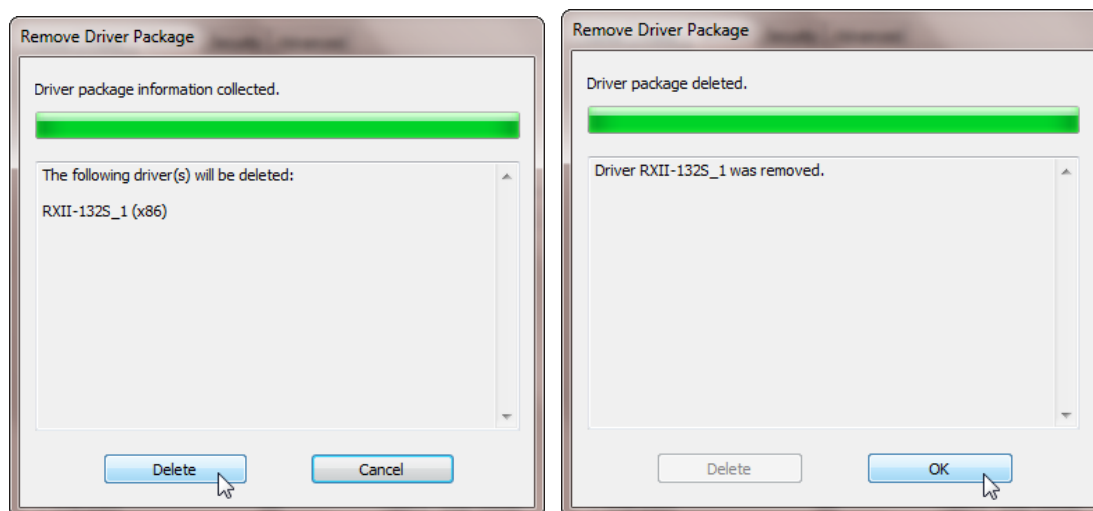 Remove Driver Package
Driver package information collected.
The following driver(s) will be deleted:
RXII-132S_1 (x86)
Delete
Cancel
Remove Driver Package
Driver package deleted.
Driver RXII-132S_1 was removed.
Delete
OK